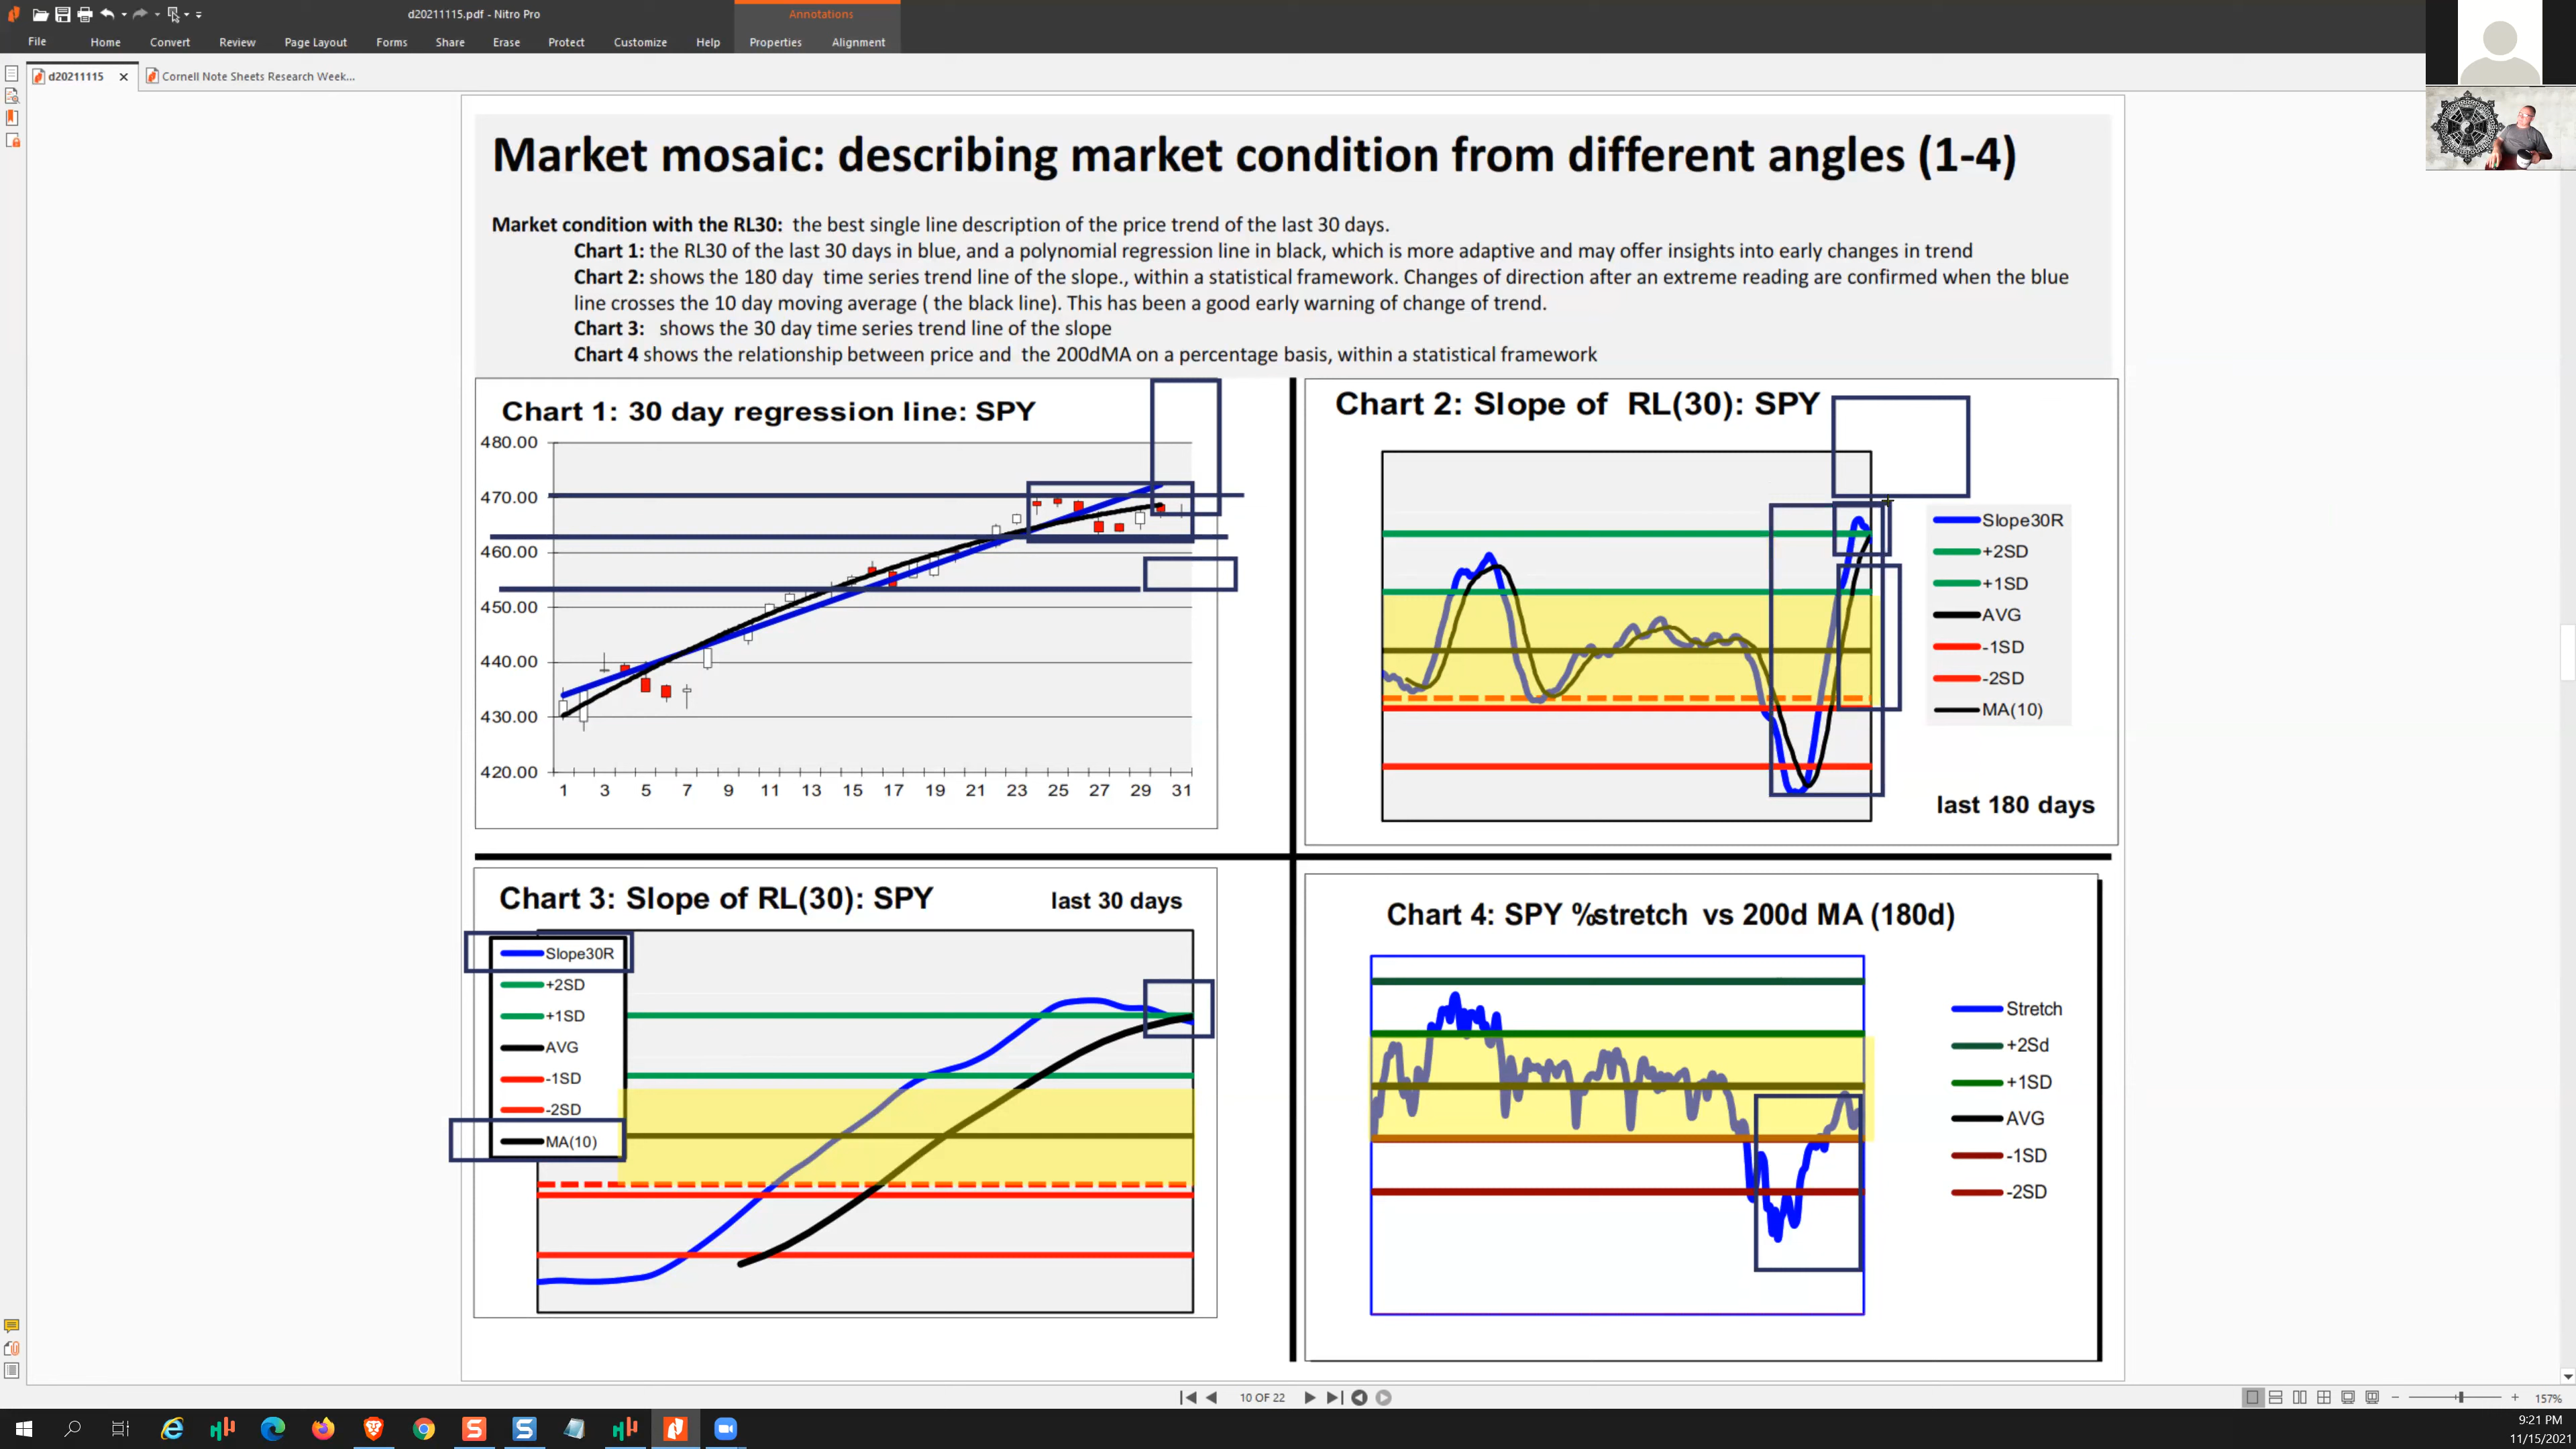 d20211115.pdf - Nitro Pro
Annotations
File Home Convert Review Page Layout Forms Share Erase Protect Customize Help Properties Alignment
d20211115
Cornell Note Sheets Research Week...
Market mosaic: describing market condition from different angles (1-4)
Market condition with the RL30: the best single line description of the price trend of the last 30 days.
Chart 1: the RL30 of the last 30 days in blue, and a polynomial regression line in black, which is more adaptive and may offer insights into early changes in trend
Chart 2: shows the 180 day time series trend line of the slope., within a statistical framework. Changes of direction after an extreme reading are confirmed when the blue
line crosses the 10 day moving average ( the black line). This has been a good early warning of change of trend.
Chart 3: shows the 30 day time series trend line of the slope
Chart 4 shows the relationship between price and the 200dMA on a percentage basis, within a statistical framework
Chart 1: 30 day regression line: SPY
480.00
470.00
460.00
450.00
440.00
430.00
420.00
1 3 5 7 9 11 13 15 17 19 21 23 25 27 29 31
Chart 2: Slope of RL(30): SPY
Slope30R
+2SD
+1SD
AVG
-1SD
-2SD
MA(10)
last 180 days
Chart 3: Slope of RL(30): SPY
last 30 days
Slope30R
+2SD
+1SD
AVG
-1SD
-2SD
MA(10)
Chart 4: SPY %stretch vs 200d MA (180d)
Stretch
+2Sd
+1SD
AVG
-1SD
-2SD
10 OF 22
157%
9:21 PM
11/15/2021